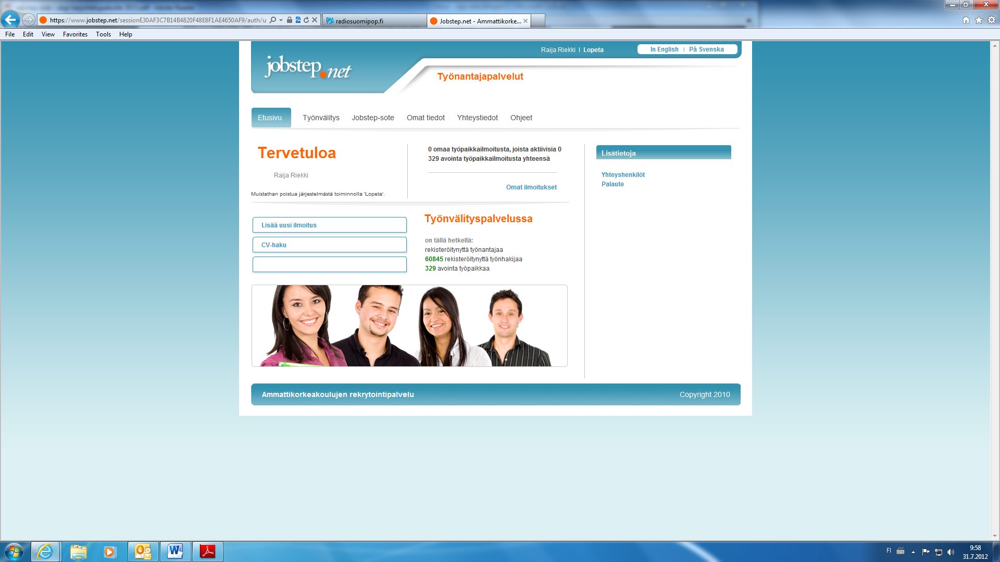 https://www.jobstep.net/sessionE30AF3C7B14B4820F48E8F1AE4650AF9/auth/u
radiosuomipop.fi
Jobstep.net - Ammattikorke...
File Edit View Favorites Tools Help
Raija Riekki | Lopeta
In English | På Svenska
jobstep.net
Työnantajapalvelut
Etusivu Työnvälitys Jobstep-sote Omat tiedot Yhteystiedot Ohjeet
Tervetuloa
Raija Riekki
Muistathan poistua järjestelmästä toiminnolla 'Lopeta'.
0 omaa työpaikkailmoitusta, joista aktiivisia 0
329 avointa työpaikkailmoitusta yhteensä
Omat ilmoitukset
Lisätietoja
Yhteyshenkilöt
Palaute
Lisää uusi ilmoitus
CV-haku
Työnvälityspalvelussa
on tällä hetkellä:
rekisteröitynyttä työnantajaa
60845 rekisteröitynyttä työnhakijaa
329 avointa työpaikkaa
Ammattikorkeakoulujen rekrytointipalvelu
Copyright 2010
FI
9:58
31.7.2012